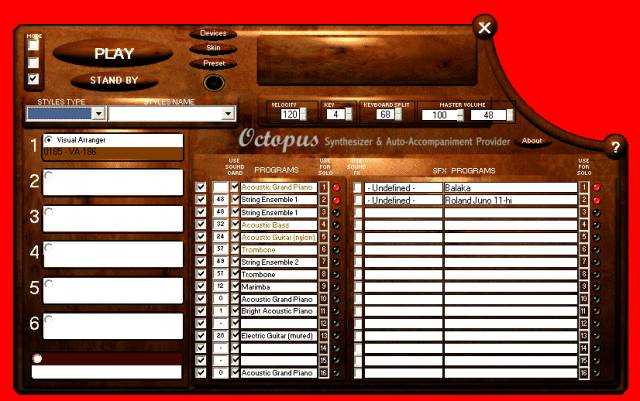 MODE
PLAY
STAND BY
Devices
Skin
Preset
X
STYLES TYPE
STYLES NAME
VELOCITY
120
KEY
4
KEYBOARD SPLIT
68
MASTER VOLUME
100
48
Octopus Synthesizer & Auto-Accompaniment Provider
About
?
1
Visual Arranger
2
3
4
5
6
USE SOUND CARD
PROGRAMS
USE FOR SOLO
USE SOUND FX
SFX PROGRAMS
USE FOR SOLO
Acoustic Grand Piano 1 - Undefined - Balaka 1
48 String Ensemble 1 2 - Undefined - Roland Juno 11-hi 2
48 String Ensemble 1 3 3
32 Acoustic Bass 4 4
24 Acoustic Guitar (nylon) 5 5
57 Trombone 6 6
49 String Ensemble 2 7 7
57 Trombone 8 8
12 Marimba 9 9
0 Acoustic Grand Piano 10 10
1 Bright Acoustic Piano 11 11
- 12 12
28 Electric Guitar (muted) 13 13
- 14 14
- 15 15
0 Acoustic Grand Piano 16 16